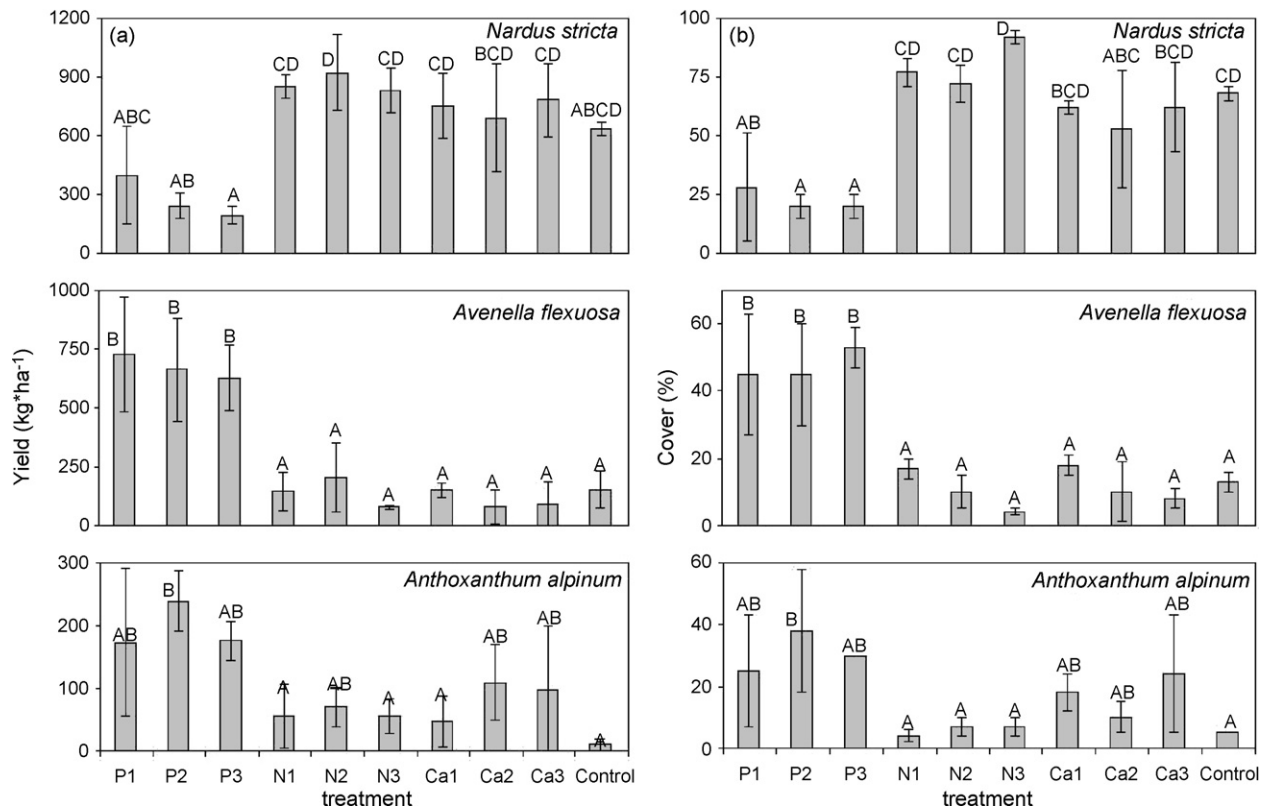 (a) Nardus stricta
1200
900
600
300
0
ABC AB A CD D CD CD BCD CD ABCD
(b) Nardus stricta
100
75
50
25
0
AB A A CD CD D BCD ABC BCD CD
Avenella flexuosa
1000
750
500
250
0
B B B A A A A A A A
Avenella flexuosa
60
40
20
0
B B B A A A A A A A
Yield (kg*ha-1)
Cover (%)
Anthoxanthum alpinum
300
200
100
0
AB B AB A AB A A AB AB A
P1 P2 P3 N1 N2 N3 Ca1 Ca2 Ca3 Control
treatment
Anthoxanthum alpinum
60
40
20
0
AB B AB A A A AB AB AB A
P1 P2 P3 N1 N2 N3 Ca1 Ca2 Ca3 Control
treatment